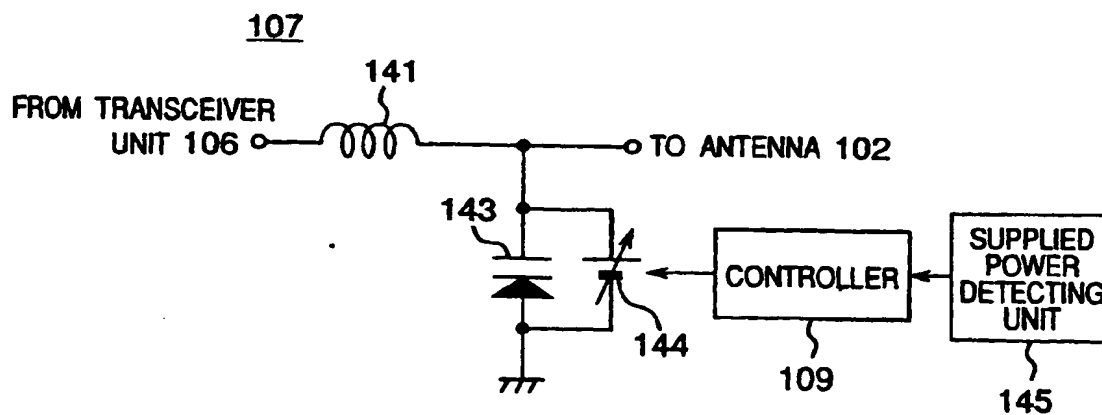 107
141
FROM TRANSCEIVER
UNIT 106
TO ANTENNA 102
143
144
CONTROLLER
109
SUPPLIED
POWER
DETECTING
UNIT
145